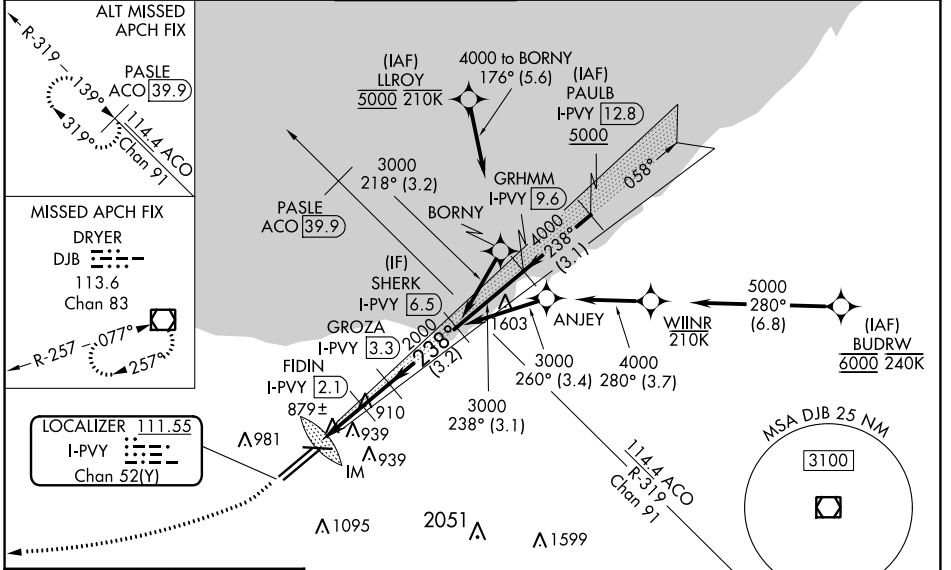 ALT MISSED
APCH FIX
R-319
139°
319°
PASLE
ACO 39.9
114.4 ACO
Chan 91
MISSED APCH FIX
DRYER
DJB
113.6
Chan 83
R-257
077°
257°
LOCALIZER 111.55
I-PVY
Chan 52(Y)
(IAF)
LLROY
5000 210K
4000 to BORNY
176° (5.6)
(IAF)
PAULB
I-PVY 12.8
5000
058°
3000
218° (3.2)
GRHMM
I-PVY 9.6
PASLE
ACO 39.9
BORNY
4000
238°
(3.1)
(IF)
SHERK
I-PVY 6.5
1603
ANJEY
WIINR
210K
5000
280°
(6.8)
(IAF)
BUDRW
6000 240K
GROZA
I-PVY 3.3
2000
238°
(3.2)
3000
260° (3.4)
4000
280° (3.7)
FIDIN
I-PVY 2.1
3000
238° (3.1)
879±
910
981
939
939
IM
114.4 ACO
R-319
Chan 91
MSA DJB 25 NM
3100
1095
2051
1599